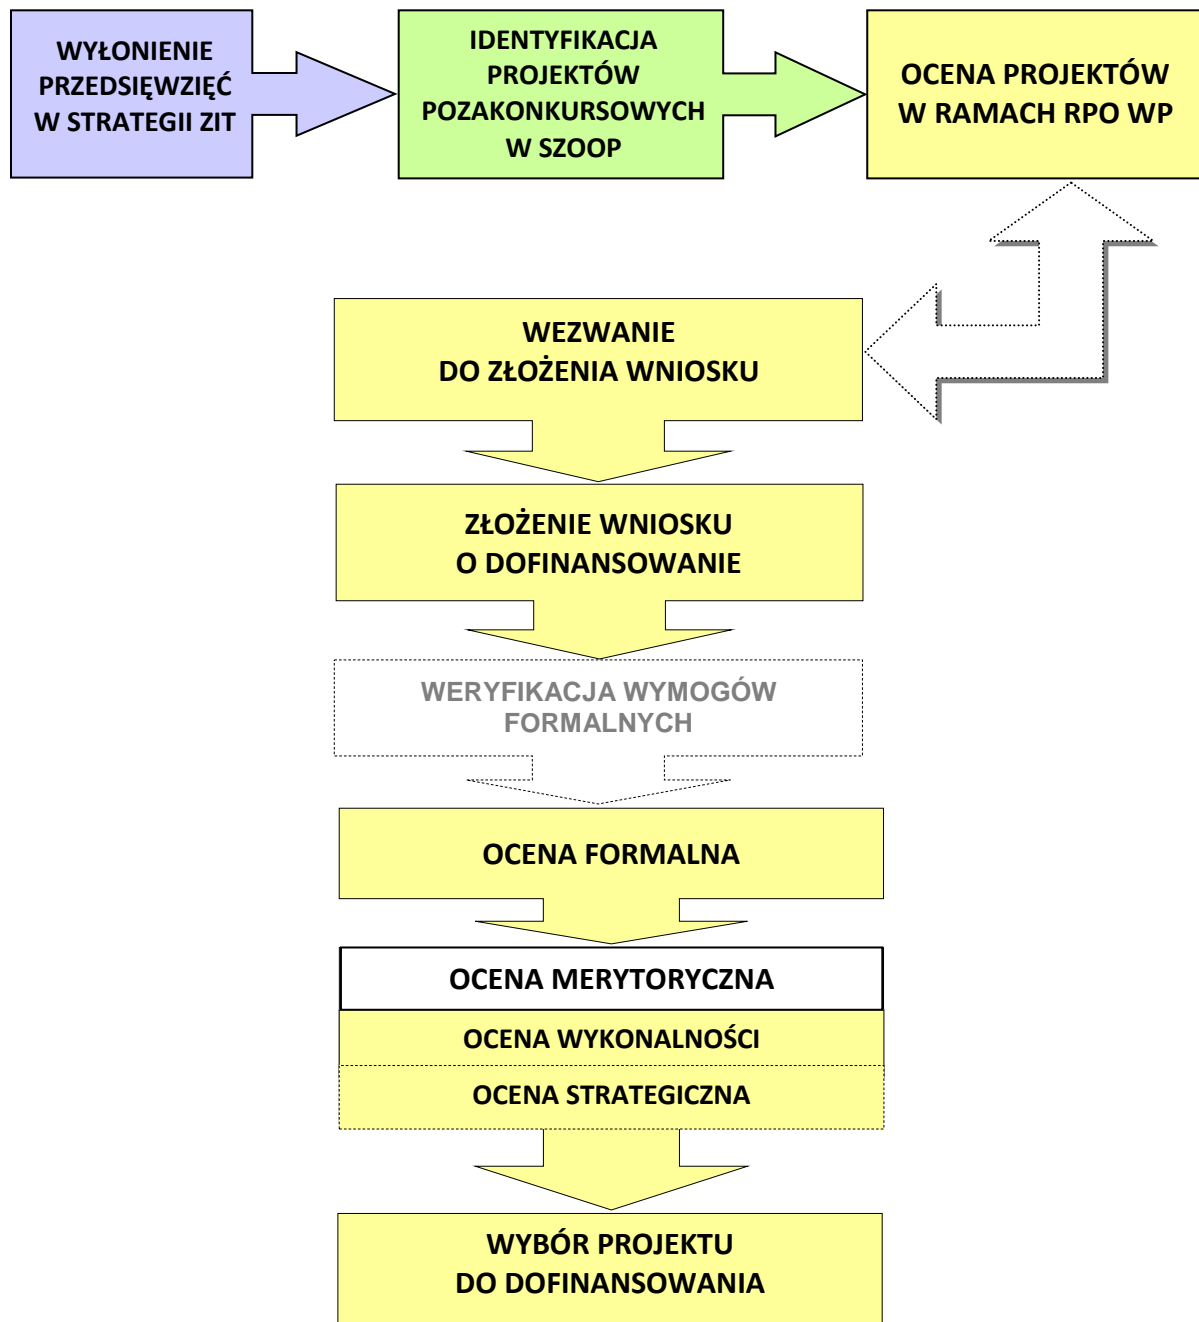 WYŁONIENIE
PRZEDSIĘWZIĘĆ
W STRATEGII ZIT
IDENTYFIKACJA
PROJEKTÓW
POZAKONKURSOWYCH
W SZOOP
OCENA PROJEKTÓW
W RAMACH RPO WP
WEZWANIE
DO ZŁOŻENIA WNIOSKU
ZŁOŻENIE WNIOSKU
O DOFINANSOWANIE
WERYFIKACJA WYMOGÓW
FORMALNYCH
OCENA FORMALNA
OCENA MERYTORYCZNA
OCENA WYKONALNOŚCI
OCENA STRATEGICZNA
WYBÓR PROJEKTU
DO DOFINANSOWANIA